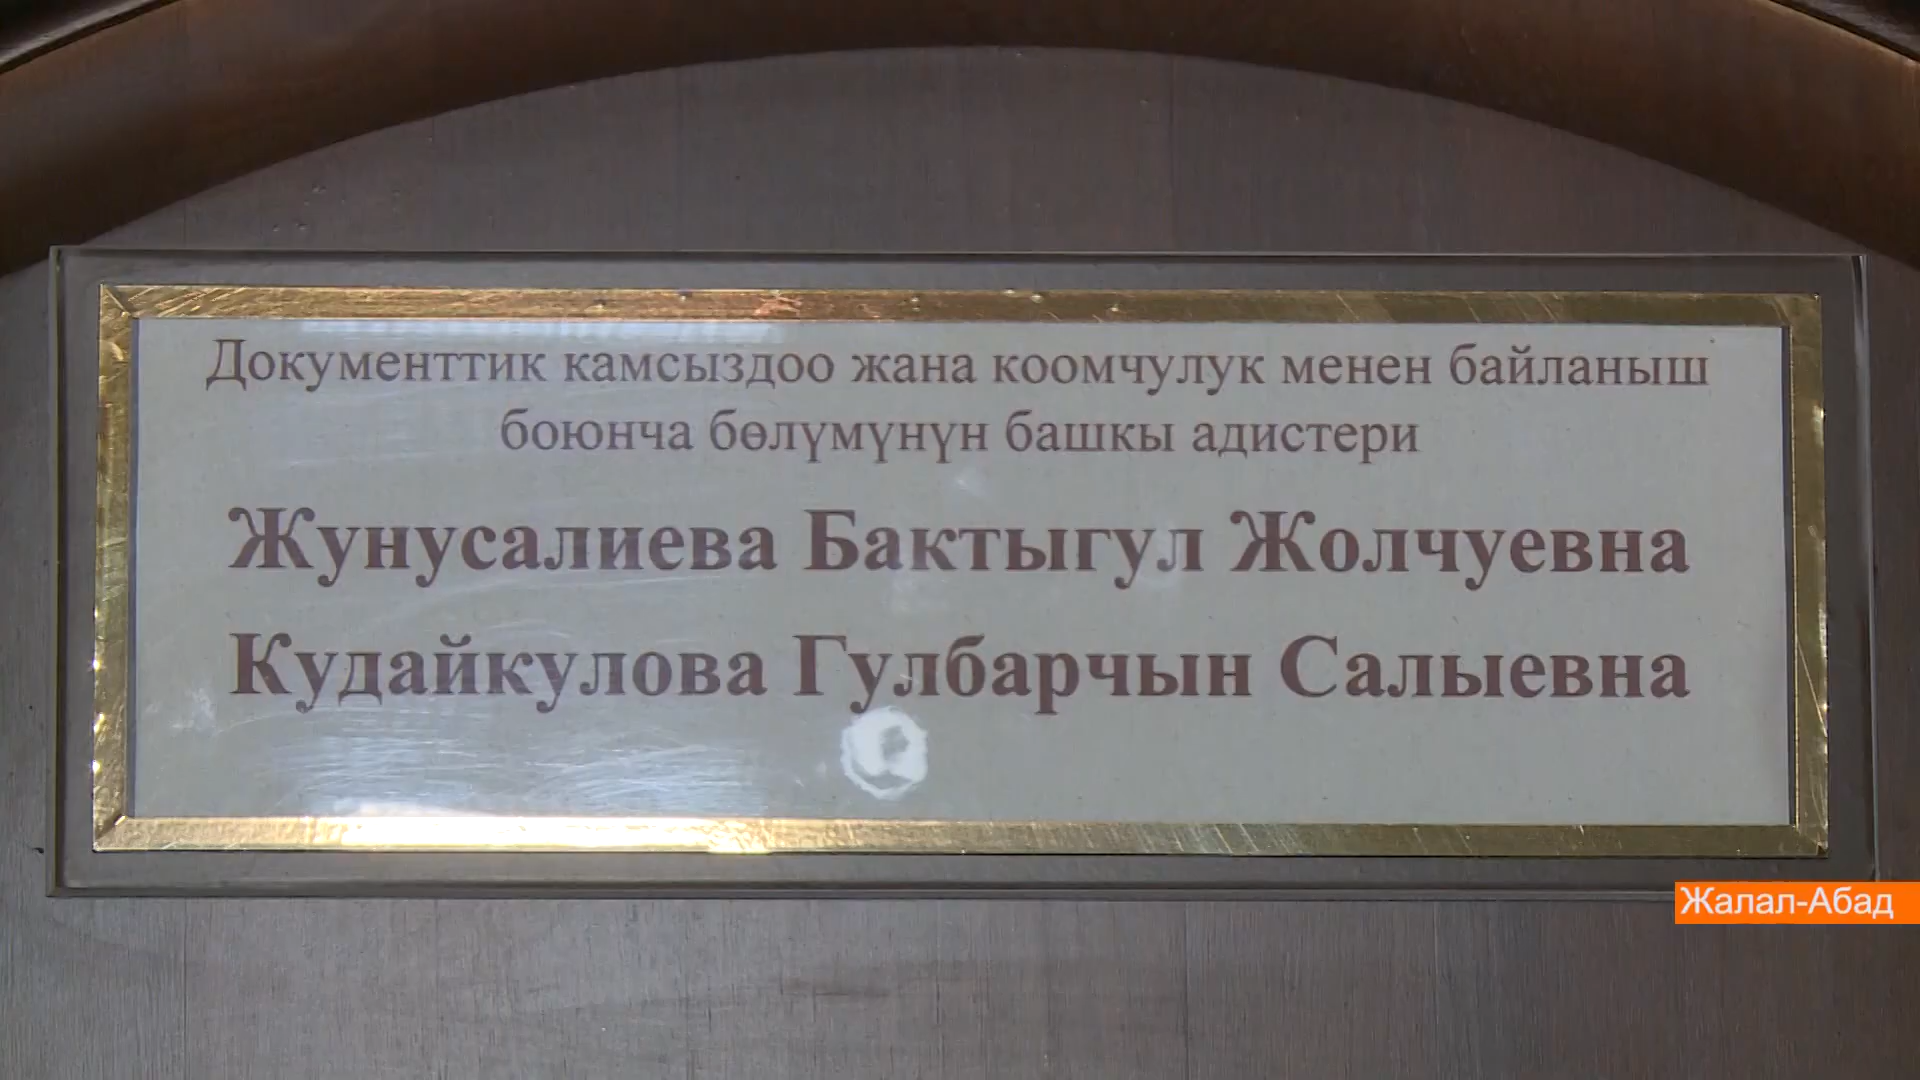 Документтик камсыздоо жана коомчулук менен байланыш
боюнча бөлүмүнүн башкы адистери
Жунусалиева Бактыгул Жолчуевна
Кудайкулова Гулбарчын Салыевна
Жалал-Абад